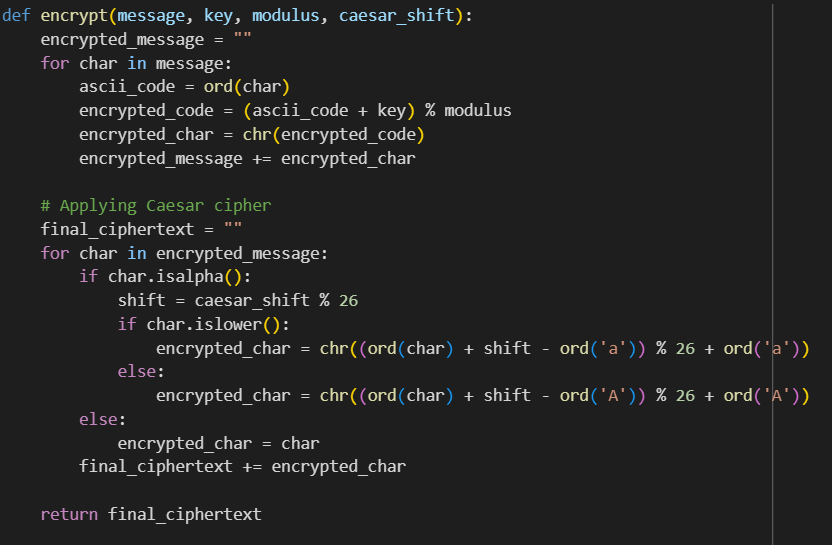 def encrypt(message, key, modulus, caesar_shift):
    encrypted_message = ""
    for char in message:
        ascii_code = ord(char)
        encrypted_code = (ascii_code + key) % modulus
        encrypted_char = chr(encrypted_code)
        encrypted_message += encrypted_char

    # Applying Caesar cipher
    final_ciphertext = ""
    for char in encrypted_message:
        if char.isalpha():
            shift = caesar_shift % 26
            if char.islower():
                encrypted_char = chr((ord(char) + shift - ord('a')) % 26 + ord('a'))
            else:
                encrypted_char = chr((ord(char) + shift - ord('A')) % 26 + ord('A'))
        else:
            encrypted_char = char
        final_ciphertext += encrypted_char

    return final_ciphertext